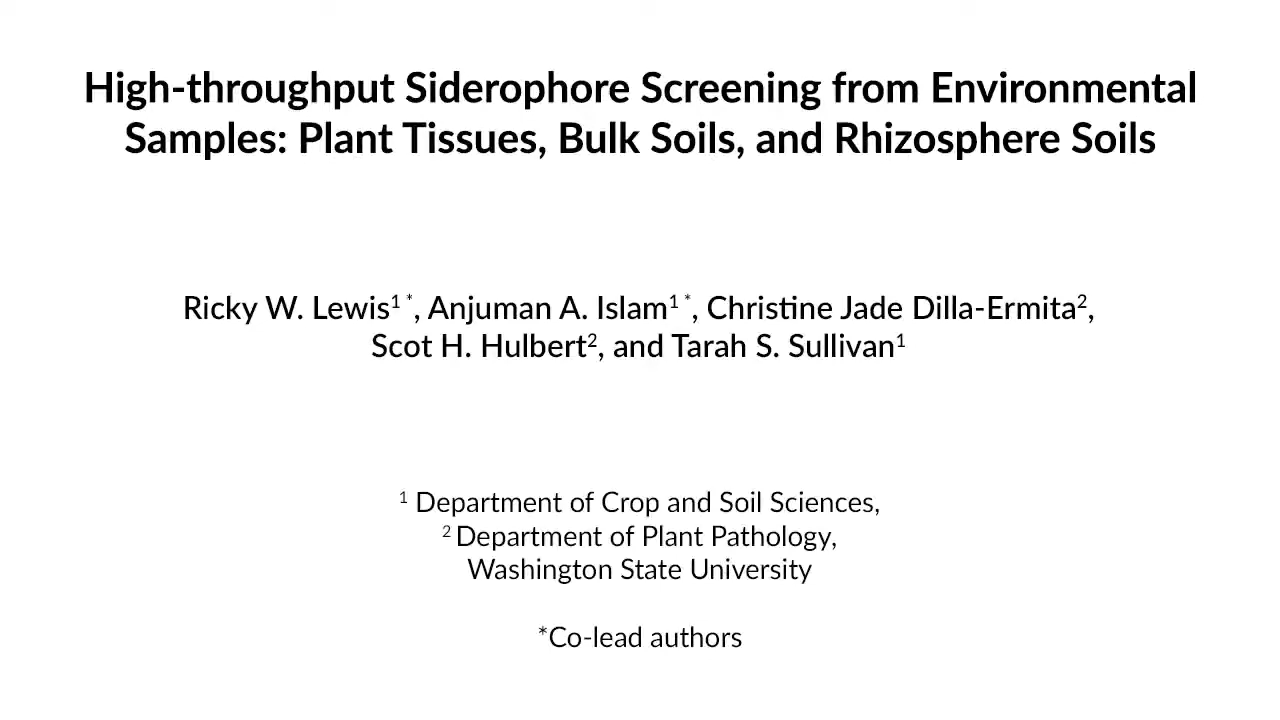 High-throughput Siderophore Screening from Environmental
Samples: Plant Tissues, Bulk Soils, and Rhizosphere Soils
Ricky W. Lewis¹ *, Anjuman A. Islam¹ *, Christine Jade Dilla-Ermita²,
Scot H. Hulbert², and Tarah S. Sullivan¹
¹ Department of Crop and Soil Sciences,
² Department of Plant Pathology,
Washington State University
*Co-lead authors